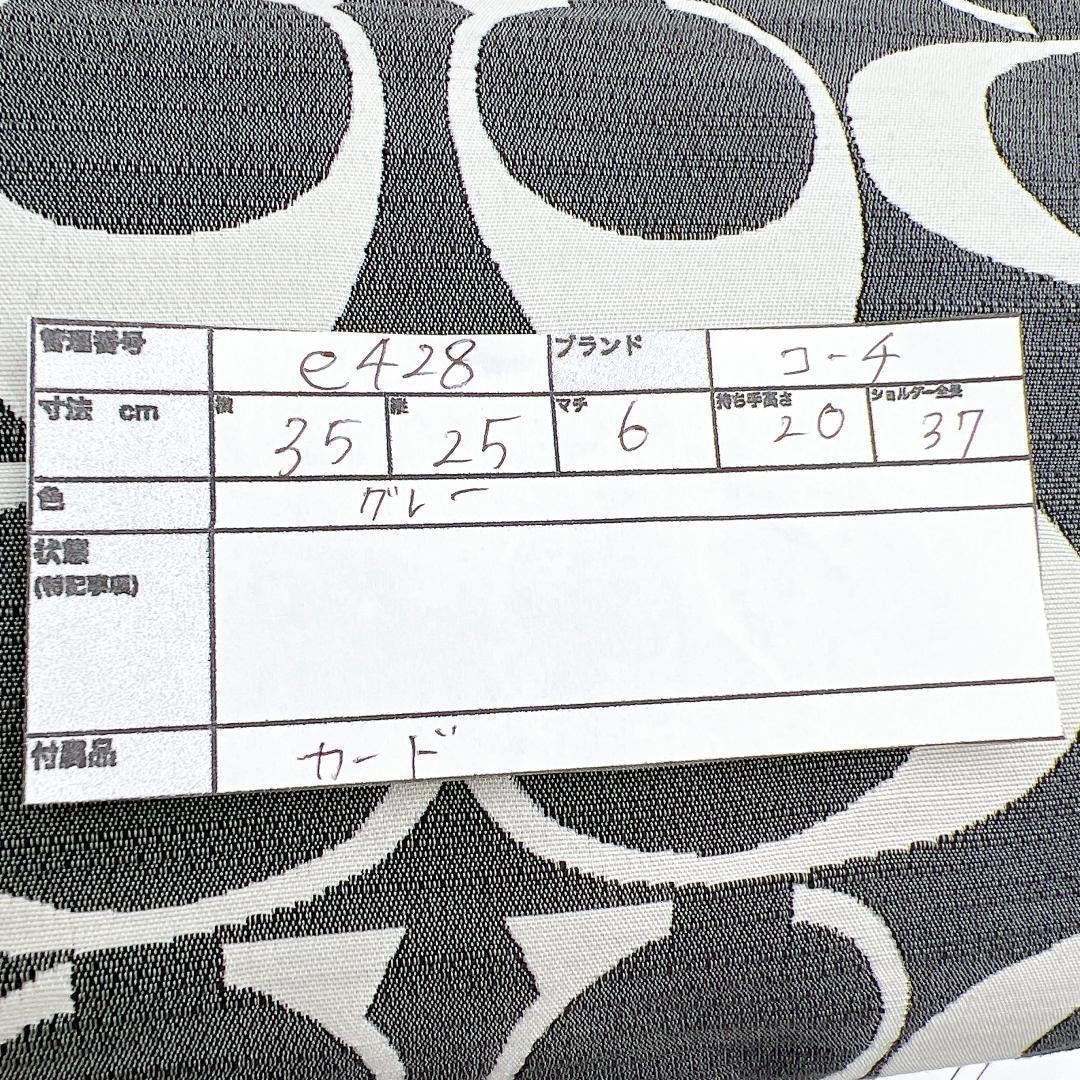 管理番号 e428 ブランド コーチ
寸法 cm 横 35 縦 25 マチ 6 持ち手高さ 20 ショルダー全長 37
色 グレー
状態
(特記事項)
付属品 カード